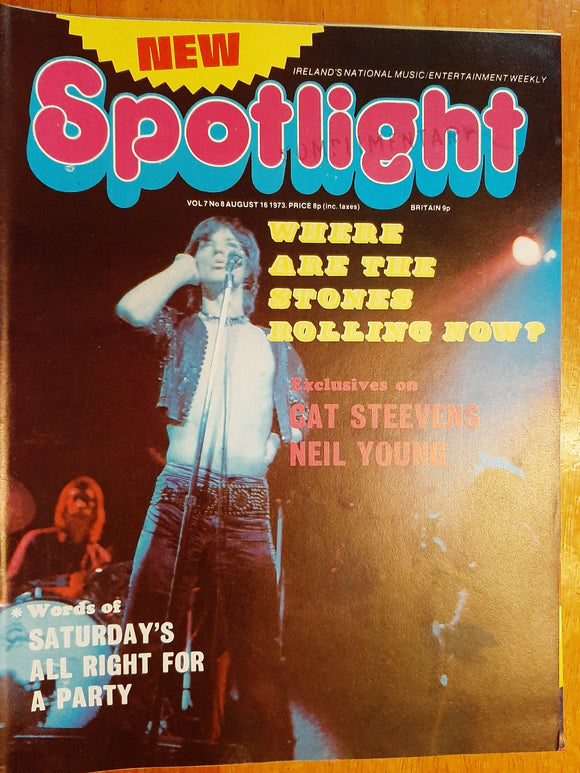 NEW
IRELAND'S NATIONAL MUSIC/ENTERTAINMENT WEEKLY
Spotlight
COMPLIMENTARY
VOL 7 No 8 AUGUST 16 1973. PRICE 8p (inc. taxes) BRITAIN 9p
WHERE
ARE THE
STONES
ROLLING NOW?
Exclusives on
CAT STEEVENS
NEIL YOUNG
* Words of
SATURDAY'S
ALL RIGHT FOR
A PARTY